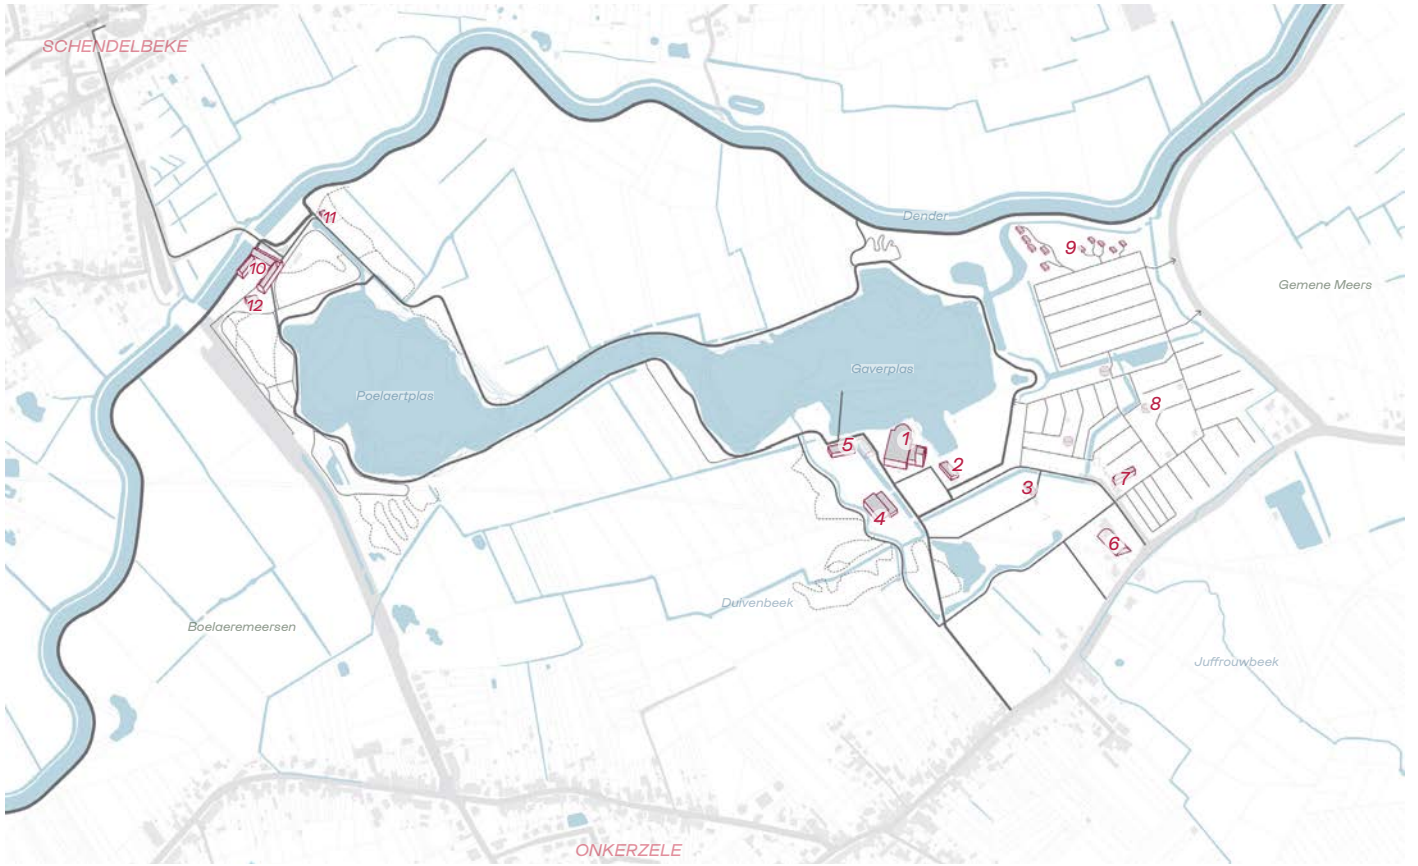 SCHENDELBEKE
11
Dender
9
10
Gemene Meers
12
Gaverplas
Poelaertplas
8
1
5
2
7
3
4
6
Duivenbeek
Boelaeremeersen
Juffrouwbeek
ONKERZELE